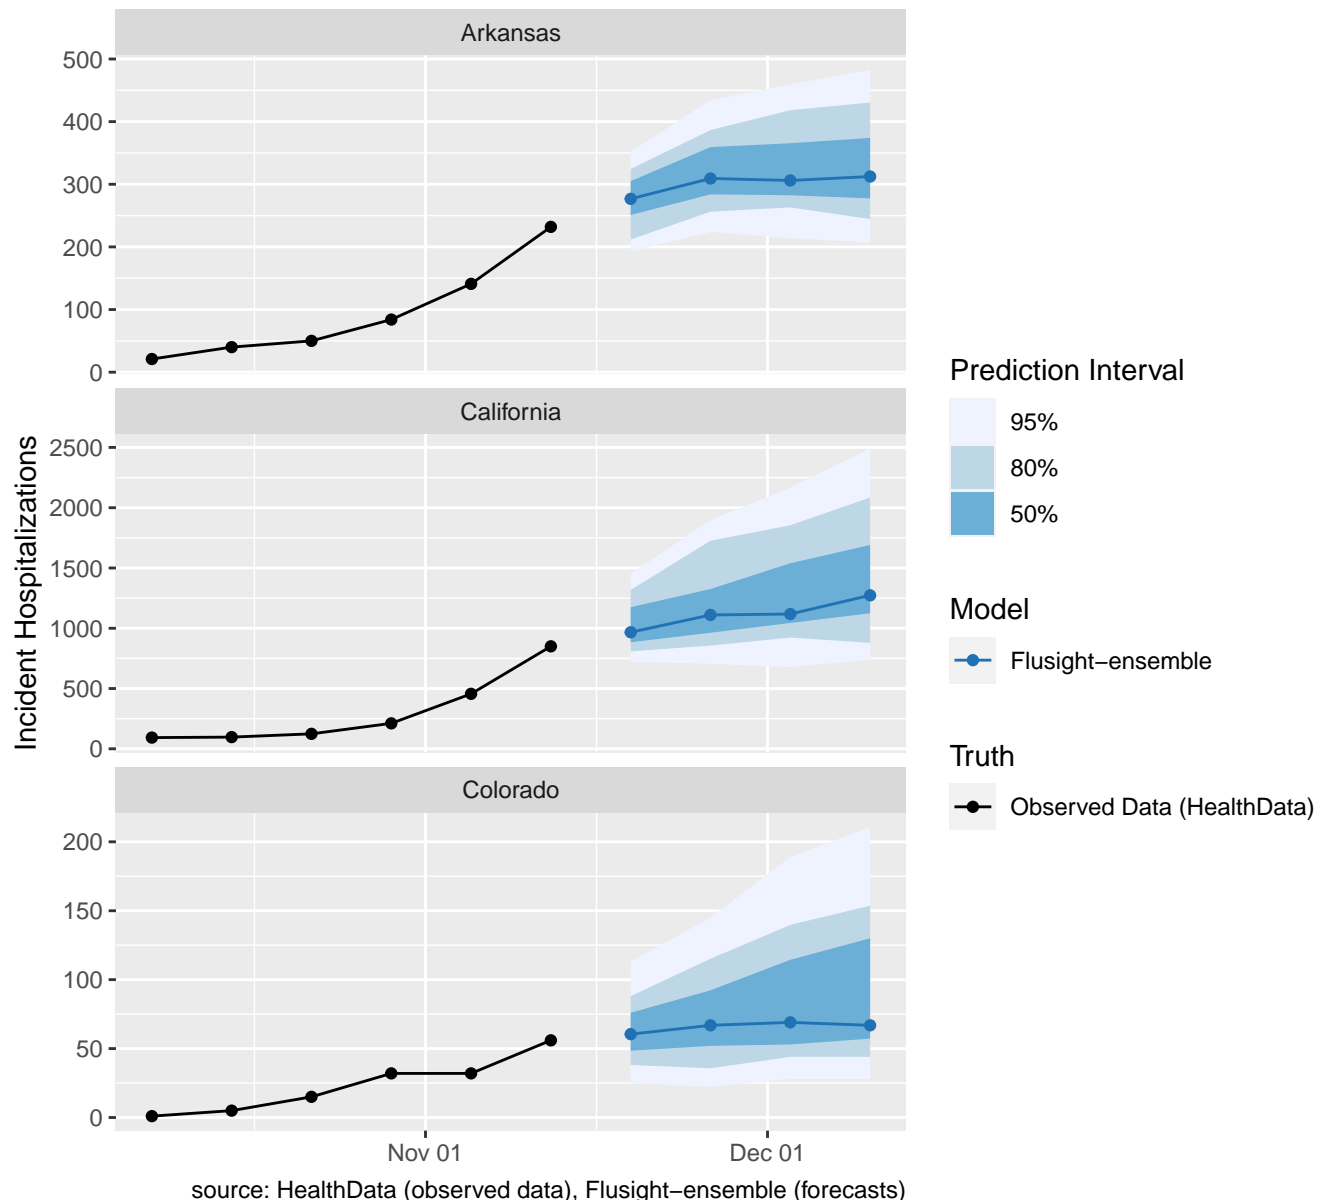 Arkansas
500
400
300
200
100
0
California
2500
2000
1500
1000
500
0
Colorado
200
150
100
50
0
Nov 01
Dec 01
Incident Hospitalizations
source: HealthData (observed data), Flusight−ensemble (forecasts)
Prediction Interval
95%
80%
50%
Model
Flusight−ensemble
Truth
Observed Data (HealthData)